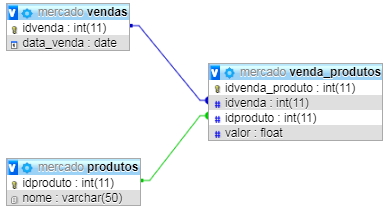 mercado vendas
idvenda : int(11)
data_venda : date
mercado venda_produtos
idvenda_produto : int(11)
idvenda : int(11)
idproduto : int(11)
valor : float
mercado produtos
idproduto : int(11)
nome : varchar(50)